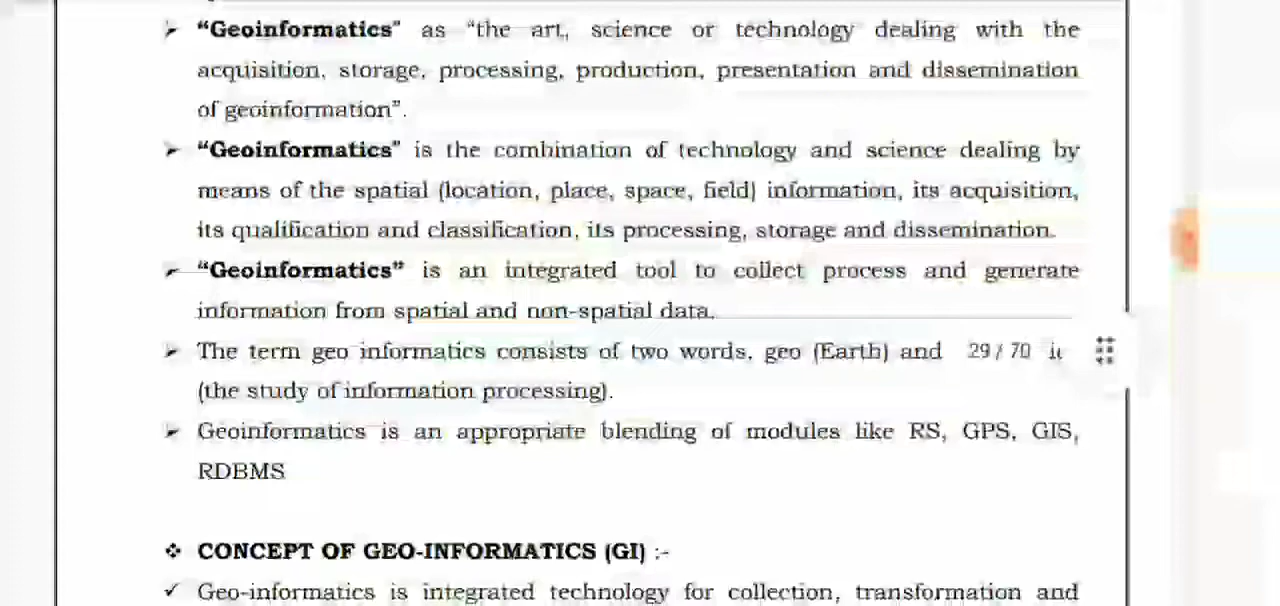 ➢ “Geoinformatics” as “the art, science or technology dealing with the
acquisition, storage, processing, production, presentation and dissemination
of geoinformation”.
➢ “Geoinformatics” is the combination of technology and science dealing by
means of the spatial (location, place, space, field) information, its acquisition,
its qualification and classification, its processing, storage and dissemination.
➢ “Geoinformatics” is an integrated tool to collect process and generate
information from spatial and non-spatial data.
➢ The term geo informatics consists of two words, geo (Earth) and 29 / 70
(the study of information processing).
➢ Geoinformatics is an appropriate blending of modules like RS, GPS, GIS,
RDBMS
❖ CONCEPT OF GEO-INFORMATICS (GI) :-
✓ Geo-informatics is integrated technology for collection, transformation and